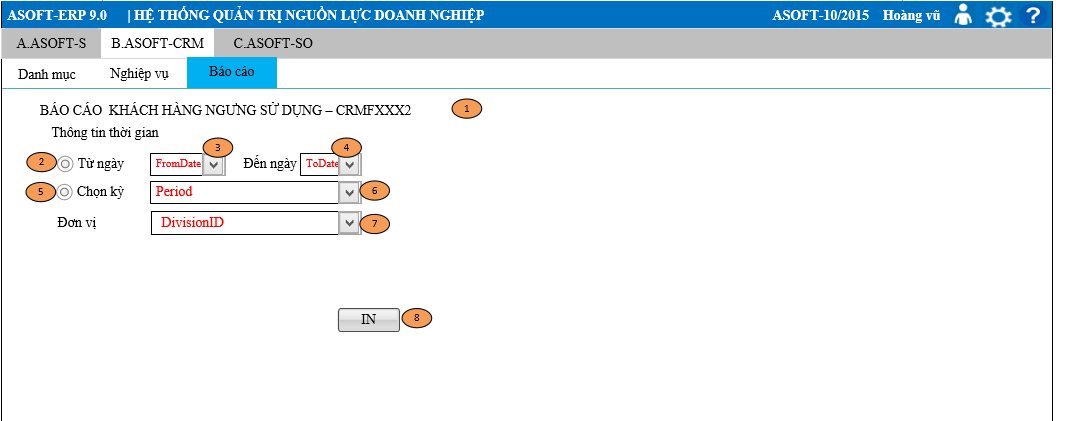 ASOFT-ERP 9.0 | HỆ THỐNG QUẢN TRỊ NGUỒN LỰC DOANH NGHIỆP ASOFT-10/2015 Hoàng vũ ?
A.ASOFT-S B.ASOFT-CRM C.ASOFT-SO
Danh mục Nghiệp vụ Báo cáo
BÁO CÁO KHÁCH HÀNG NGƯNG SỬ DỤNG – CRMFXXX2 1
Thông tin thời gian
2 Từ ngày FromDate 3 Đến ngày ToDate 4
5 Chọn kỳ Period 6
Đơn vị DivisionID 7
IN 8